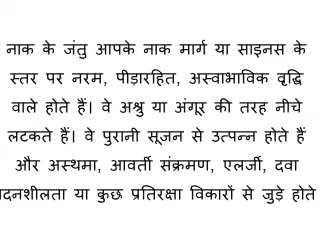 नाक के जंतु आपके नाक मार्ग या साइनस के
स्तर पर नरम, पीड़ारहित, अस्वाभाविक वृद्धि
वाले होते हैं। वे अश्रु या अंगूर की तरह नीचे
लटकते हैं। वे पुरानी सूजन से उत्पन्न होते हैं
और अस्थमा, आवर्ती संक्रमण, एलर्जी, दवा
दनशीलता या कुछ प्रतिरक्षा विकारों से जुड़े होते